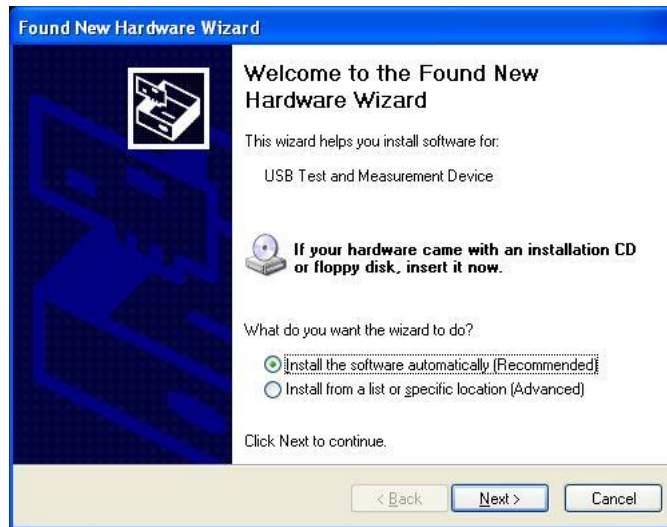 Found New Hardware Wizard
Welcome to the Found New
Hardware Wizard
This wizard helps you install software for:
USB Test and Measurement Device
If your hardware came with an installation CD
or floppy disk, insert it now.
What do you want the wizard to do?
Install the software automatically (Recommended)
Install from a list or specific location (Advanced)
Click Next to continue.
< Back Next > Cancel